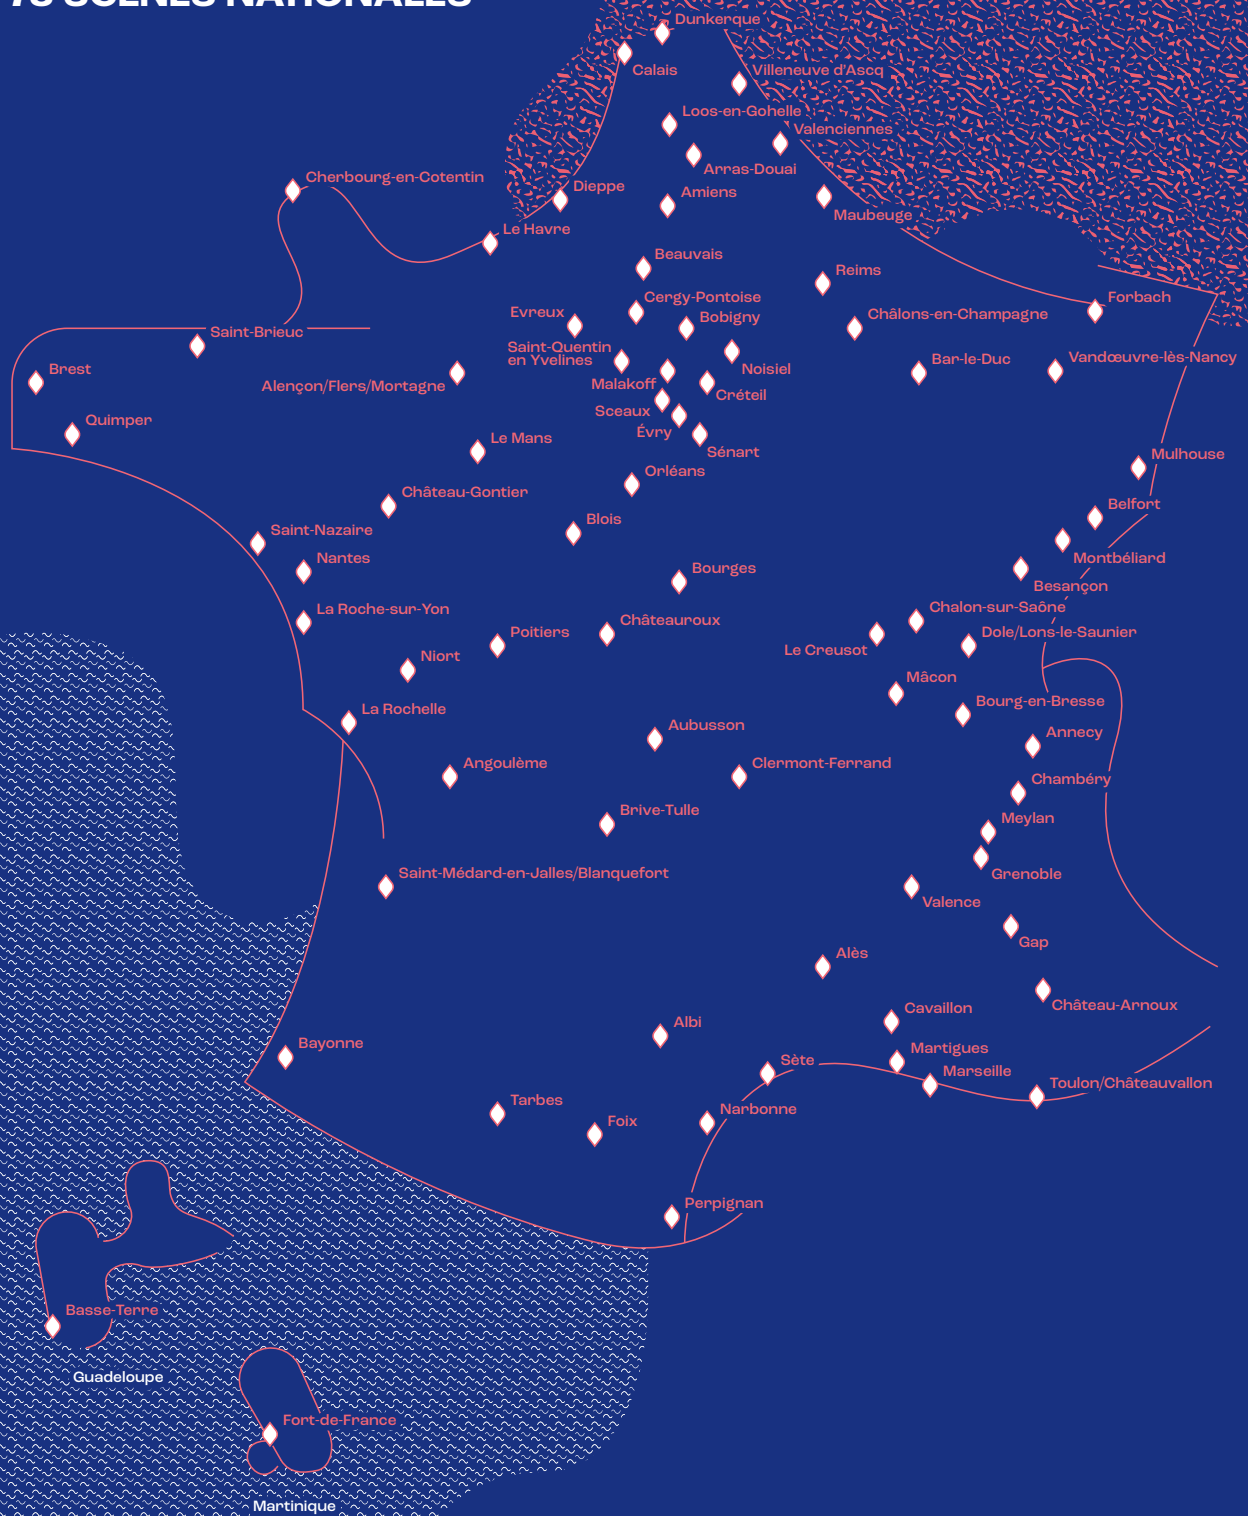 SCÈNES NATIONALES
Dunkerque
Calais
Villeneuve d'Ascq
Loos-en-Gohelle
Valenciennes
Arras-Douai
Cherbourg-en-Cotentin
Dieppe
Amiens
Maubeuge
Le Havre
Beauvais
Reims
Cergy-Pontoise
Forbach
Evreux
Bobigny
Châlons-en-Champagne
Saint-Brieuc
Saint-Quentin
en Yvelines
Noisiel
Bar-le-Duc
Vandœuvre-lès-Nancy
Brest
Alençon/Flers/Mortagne
Malakoff
Créteil
Sceaux
Quimper
Évry
Le Mans
Sénart
Mulhouse
Orléans
Château-Gontier
Belfort
Blois
Saint-Nazaire
Nantes
Montbéliard
Bourges
Besançon
La Roche-sur-Yon
Chalon-sur-Saône
Châteauroux
Poitiers
Dole/Lons-le-Saunier
Le Creusot
Niort
Mâcon
Bourg-en-Bresse
La Rochelle
Aubusson
Annecy
Angoulême
Clermont-Ferrand
Chambéry
Brive-Tulle
Meylan
Saint-Médard-en-Jalles/Blanquefort
Grenoble
Valence
Gap
Alès
Château-Arnoux
Cavaillon
Albi
Bayonne
Martigues
Sète
Marseille
Toulon/Châteauvallon
Tarbes
Narbonne
Foix
Perpignan
Basse-Terre
Guadeloupe
Fort-de-France
Martinique